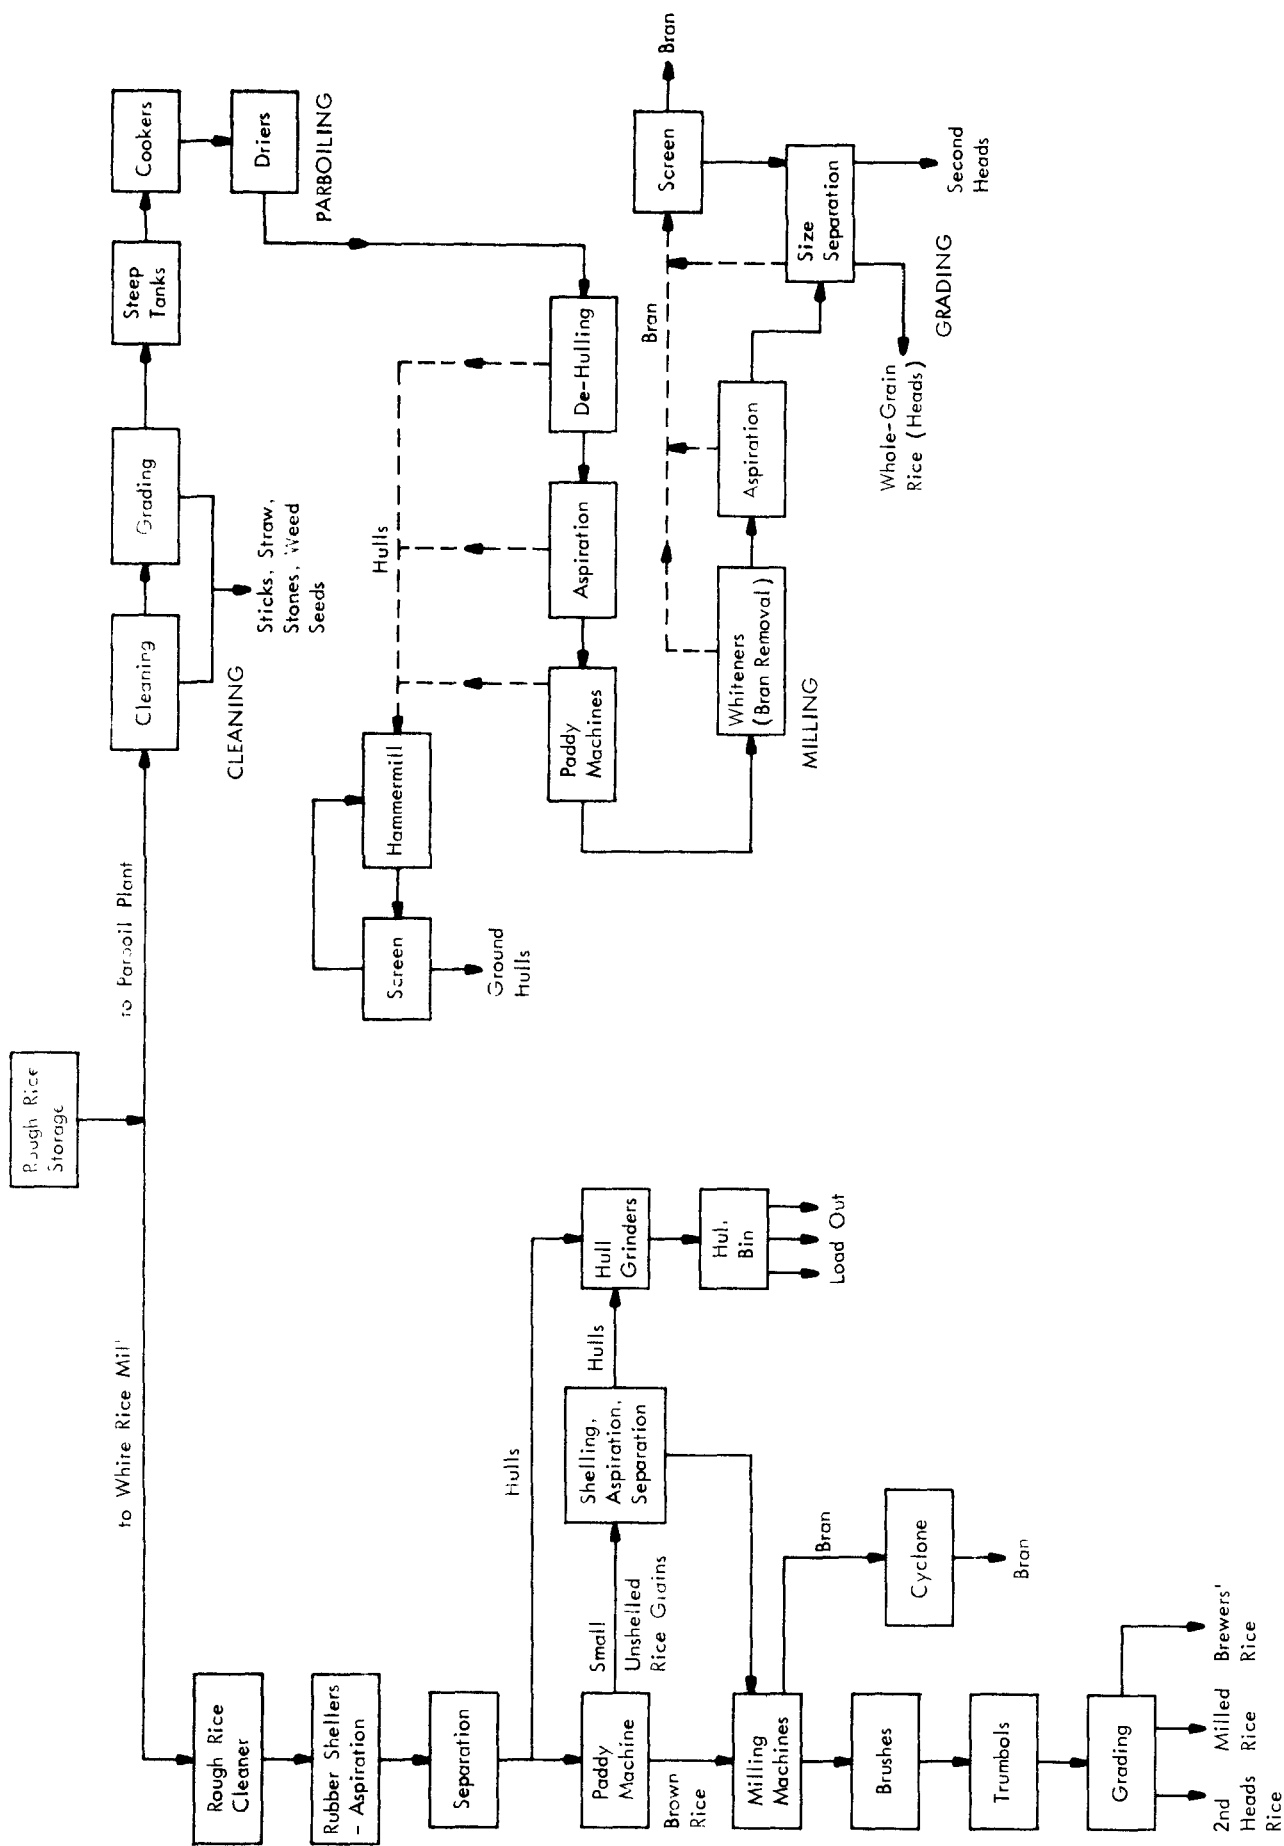 Rough Rice
Storage
to White Rice Mill
to Parboil Plant
Rough Rice
Cleaner
Rubber Shellers
- Aspiration
Separation
Hulls
Paddy
Machine
Small
Unshelled
Rice Grains
Shelling,
Aspiration,
Separation
Hulls
Hull
Grinders
Hull
Bin
Load Out
Brown
Rice
Milling
Machines
Bran
Cyclone
Bran
Brushes
Trumbols
Grading
2nd
Heads
Rice
Milled
Rice
Brewers'
Rice
Cleaning
Grading
Steep
Tanks
Cookers
Driers
CLEANING
Sticks, Straw,
Stones, Weed
Seeds
PARBOILING
Hulls
Screen
Hammermill
Ground
Hulls
De-Hulling
Aspiration
Paddy
Machines
Whiteners
(Bran Removal)
MILLING
Aspiration
Bran
Screen
Bran
Size
Separation
GRADING
Whole-Grain
Rice (Heads)
Second
Heads